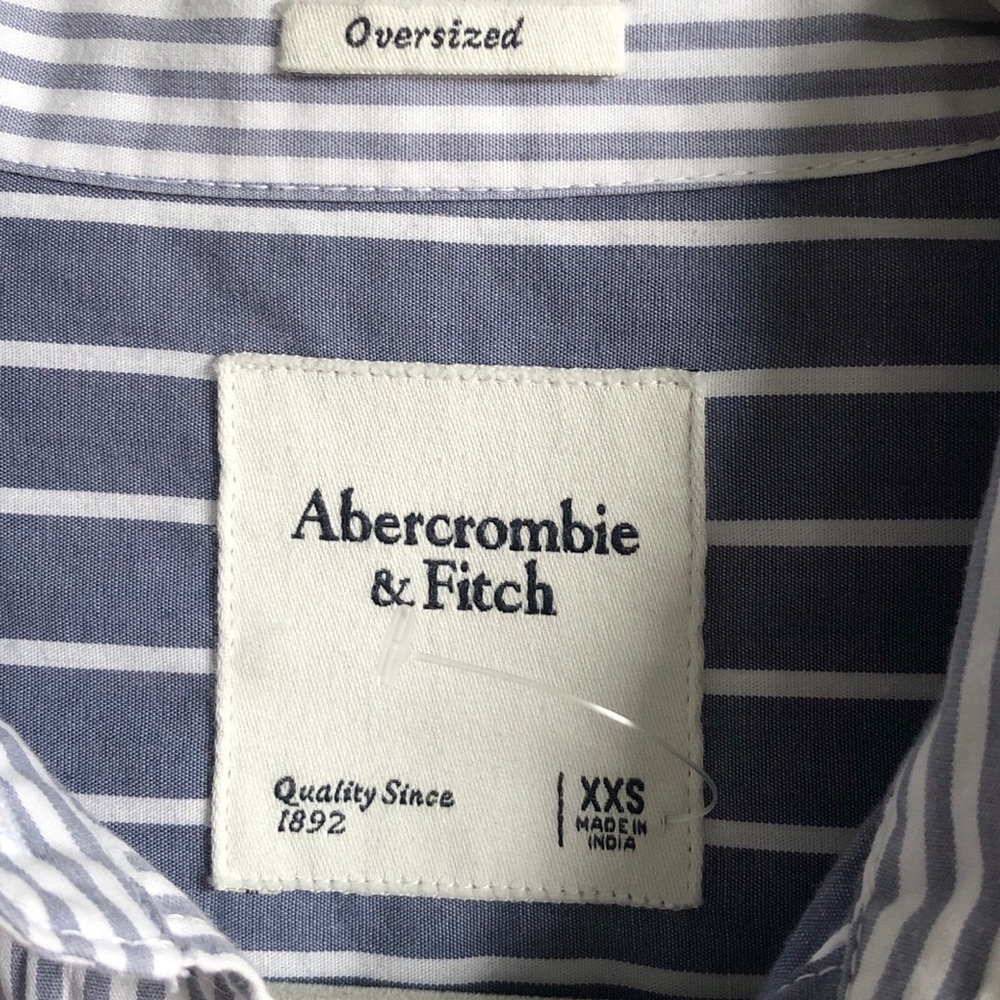 Oversized
Abercrombie
& Fitch
Quality Since
1892
XXS
MADE IN
INDIA